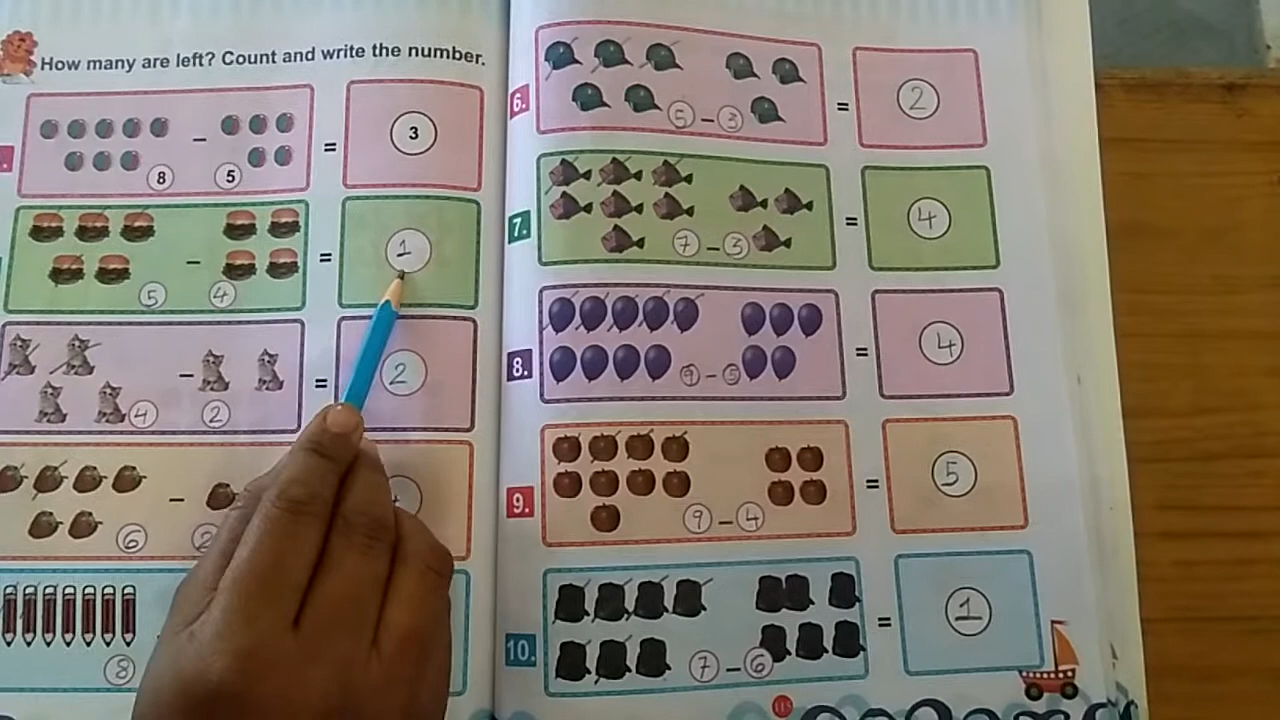 How many are left? Count and write the number.
8 - 5 = 3
5 - 4 = 1
4 - 2 = 2
6 - 2 =
8
6. 5 - 3 = 2
7. 7 - 3 = 4
8. 9 - 5 = 4
9. 9 - 4 = 5
10. 7 - 6 = 1